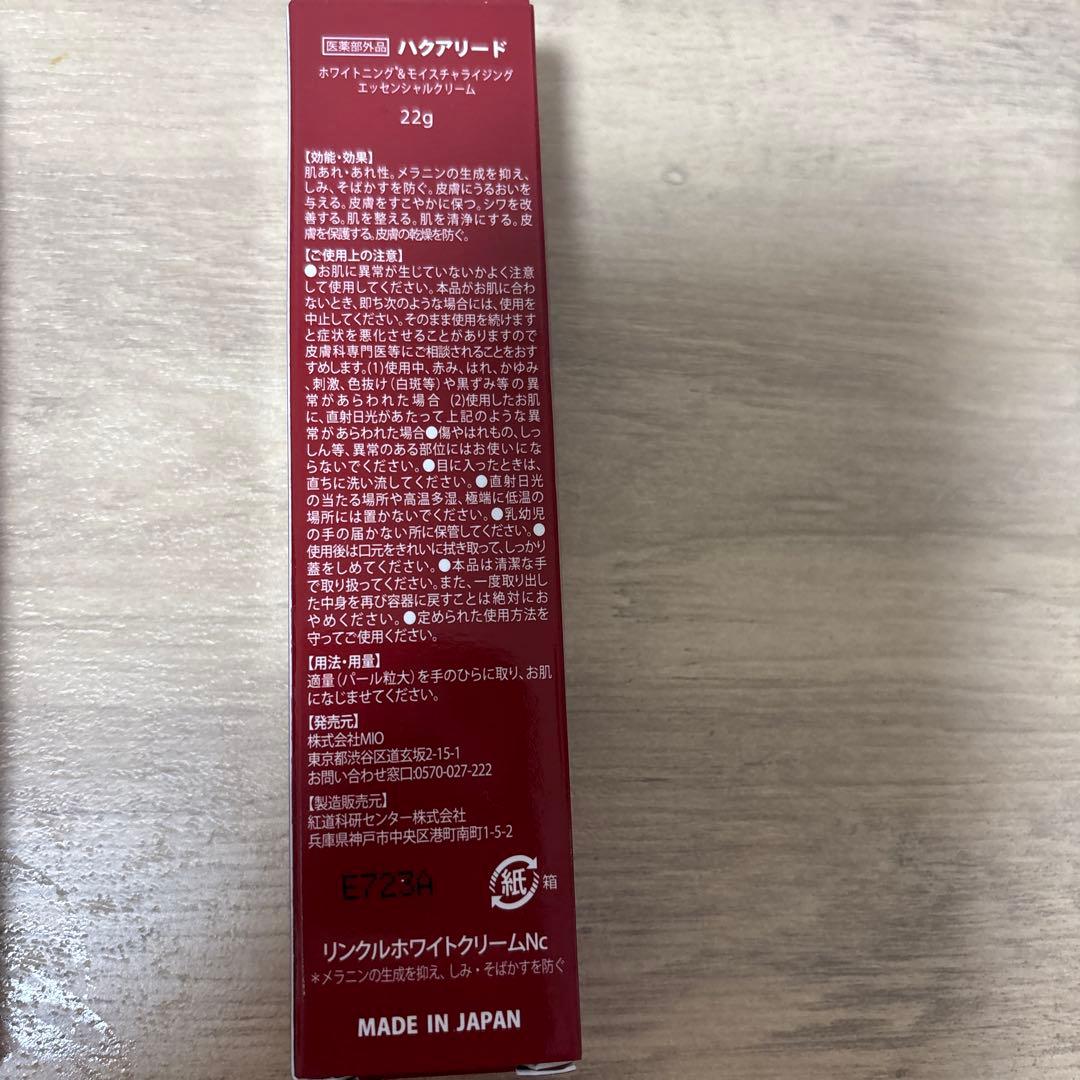 医薬部外品 ハクアリード
ホワイトニング*&モイスチャライジング
エッセンシャルクリーム
22g
【効能・効果】
肌あれ・あれ性。メラニンの生成を抑え、
しみ、そばかすを防ぐ。皮膚にうるおいを
与える。皮膚をすこやかに保つ。シワを改
善する。肌を整える。肌を清浄にする。皮
膚を保護する。皮膚の乾燥を防ぐ。
【ご使用上の注意】
●お肌に異常が生じていないかよく注意
して使用してください。本品がお肌に合わ
ないとき、即ち次のような場合には、使用を
中止してください。そのまま使用を続けます
と症状を悪化させることがありますので
皮膚科専門医等にご相談されることをおす
すめします。(1)使用中、赤み、はれ、かゆみ
、刺激、色抜け(白斑等)や黒ずみ等の異
常があらわれた場合 (2)使用したお肌
に、直射日光があたって上記のような異
常があらわれた場合●傷やはれもの、しっ
しん等、異常のある部位にはお使いにな
らないでください。●目に入ったときは、
直ちに洗い流してください。●直射日光
の当たる場所や高温多湿、極端に低温の
場所には置かないでください。●乳幼児
の手の届かない所に保管してください。●
使用後は口元をきれいに拭き取って、しっかり
蓋をしめてください。●本品は清潔な手
で取り扱ってください。また、一度取り出し
た中身を再び容器に戻すことは絶対にお
やめください。●定められた使用方法を
守ってご使用ください。
【用法・用量】
適量(パール粒大)を手のひらに取り、お肌
になじませてください。
【発売元】
株式会社MIO
東京都渋谷区道玄坂2-15-1
お問い合わせ窓口:0570-027-222
【製造販売元】
紅道科研センター株式会社
兵庫県神戸市中央区港町南町1-5-2
E723A
紙 箱
リンクルホワイトクリームNc
*メラニンの生成を抑え、しみ・そばかすを防ぐ
MADE IN JAPAN